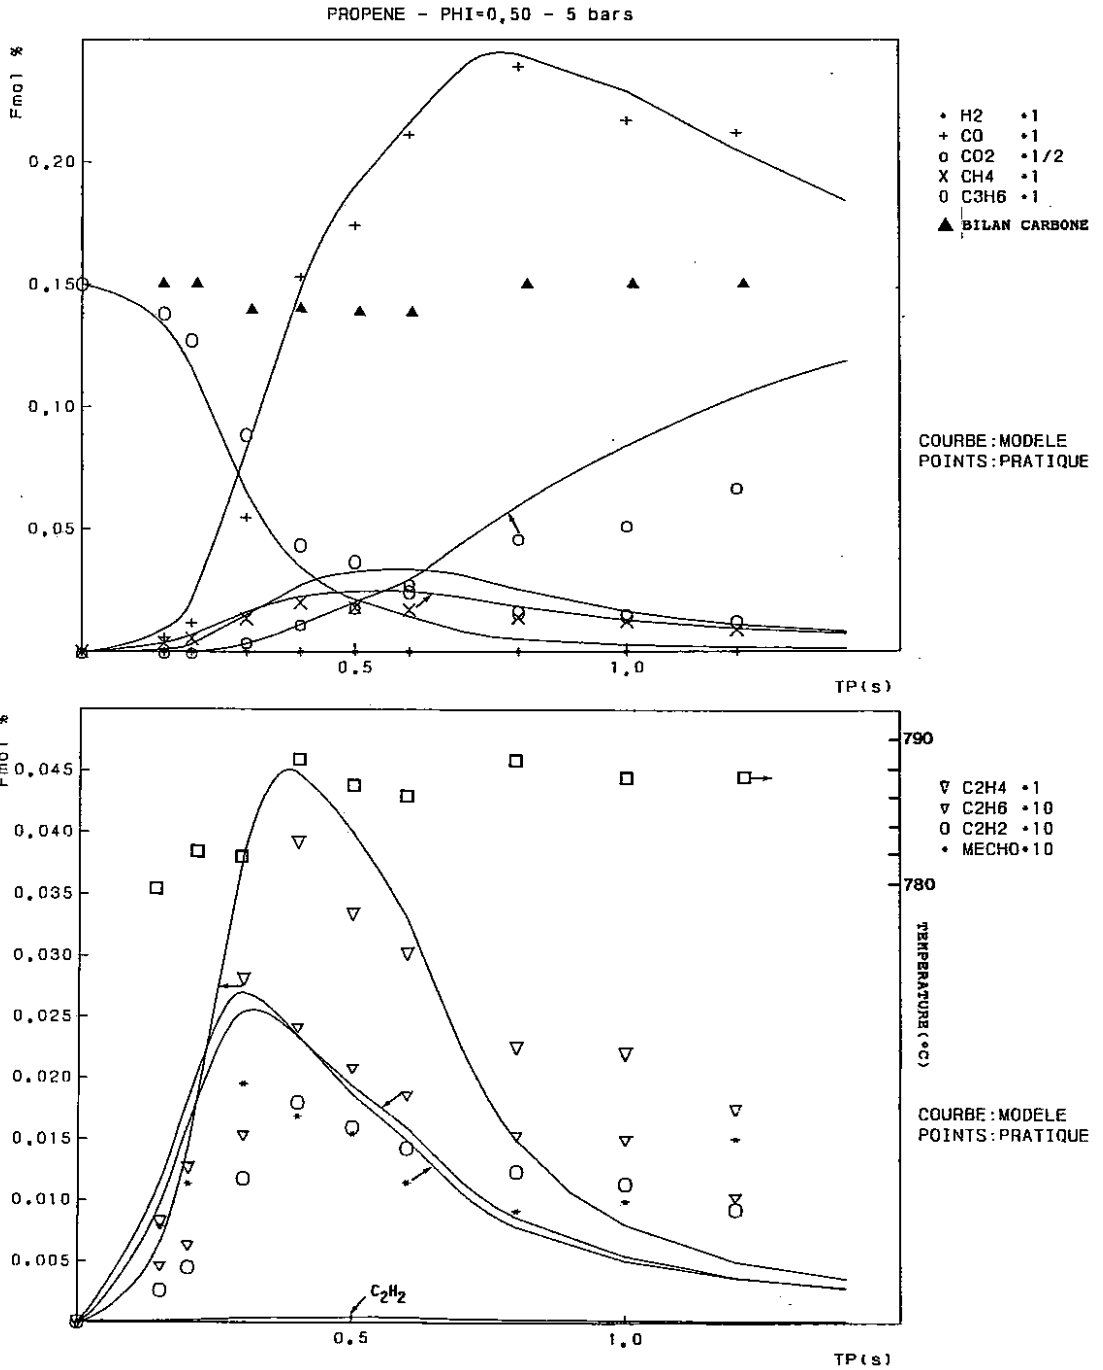 PROPENE - PHI=0.50 - 5 bars
Fmol %
0.20
0.15
0.10
0.05
0.5
1.0
TP(s)
* H2 *1
+ CO *1
o CO2 *1/2
X CH4 *1
O C3H6 *1
▲ BILAN CARBONE
COURBE:MODELE
POINTS:PRATIQUE
Fmol %
0.045
0.040
0.035
0.030
0.025
0.020
0.015
0.010
0.005
C₂H₂
0.5
1.0
TP(s)
790
780
TEMPERATURE(°C)
▽ C2H4 *1
▽ C2H6 *10
O C2H2 *10
* MECHO*10
COURBE:MODELE
POINTS:PRATIQUE